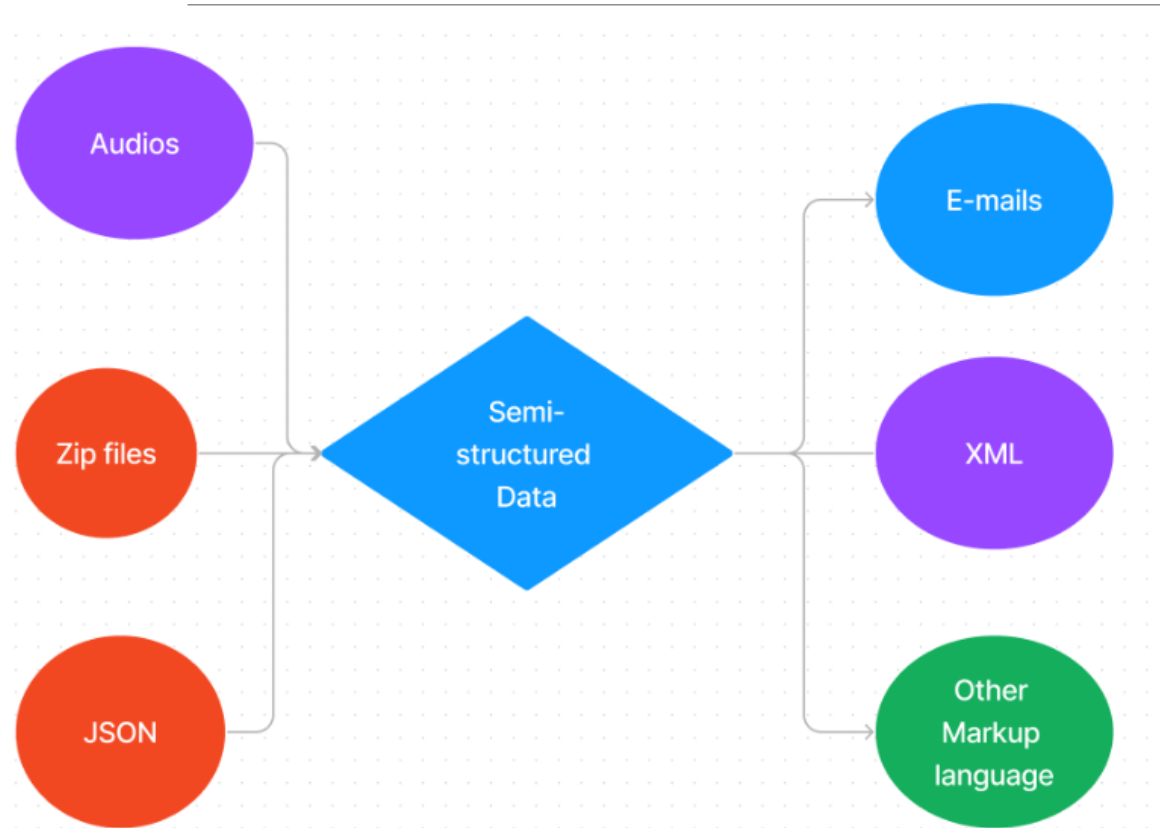 Audios
E-mails
Zip files
Semi-
structured
Data
XML
JSON
Other
Markup
language